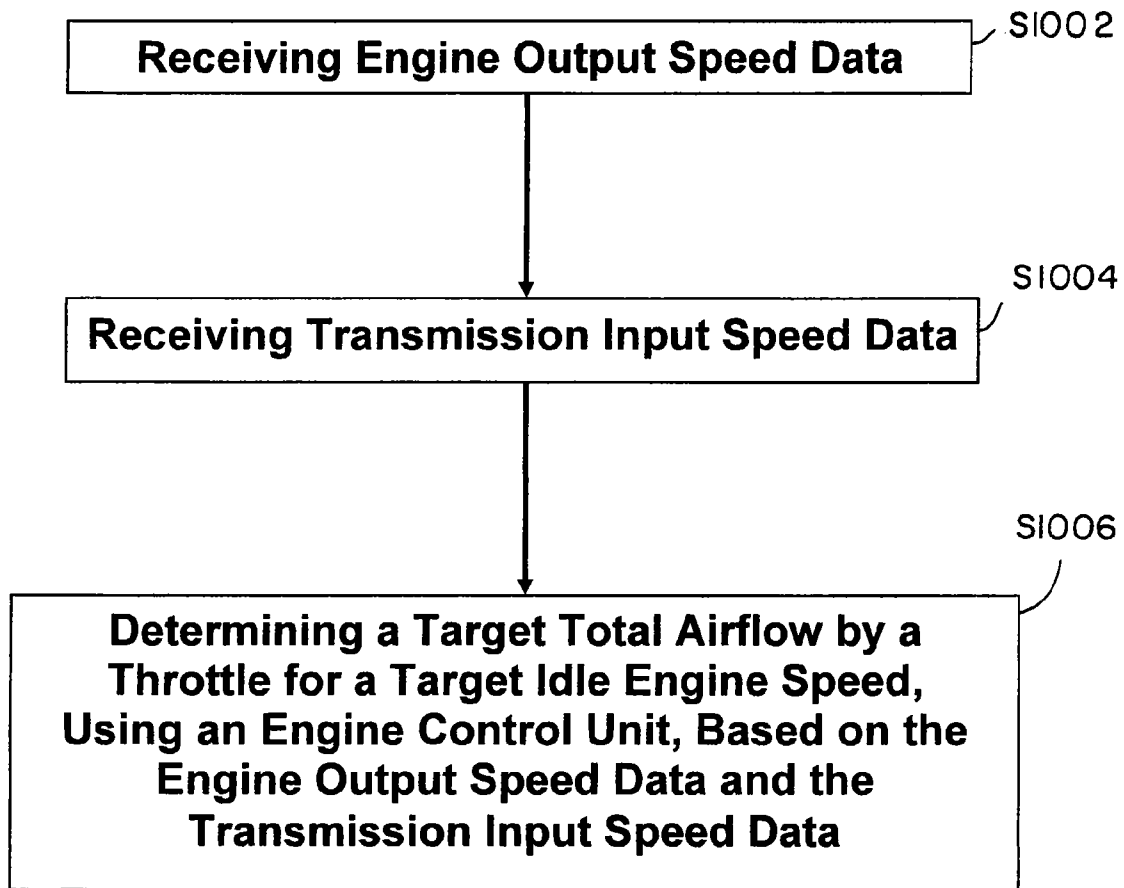 S1002
Receiving Engine Output Speed Data
S1004
Receiving Transmission Input Speed Data
S1006
Determining a Target Total Airflow by a
Throttle for a Target Idle Engine Speed,
Using an Engine Control Unit, Based on the
Engine Output Speed Data and the
Transmission Input Speed Data